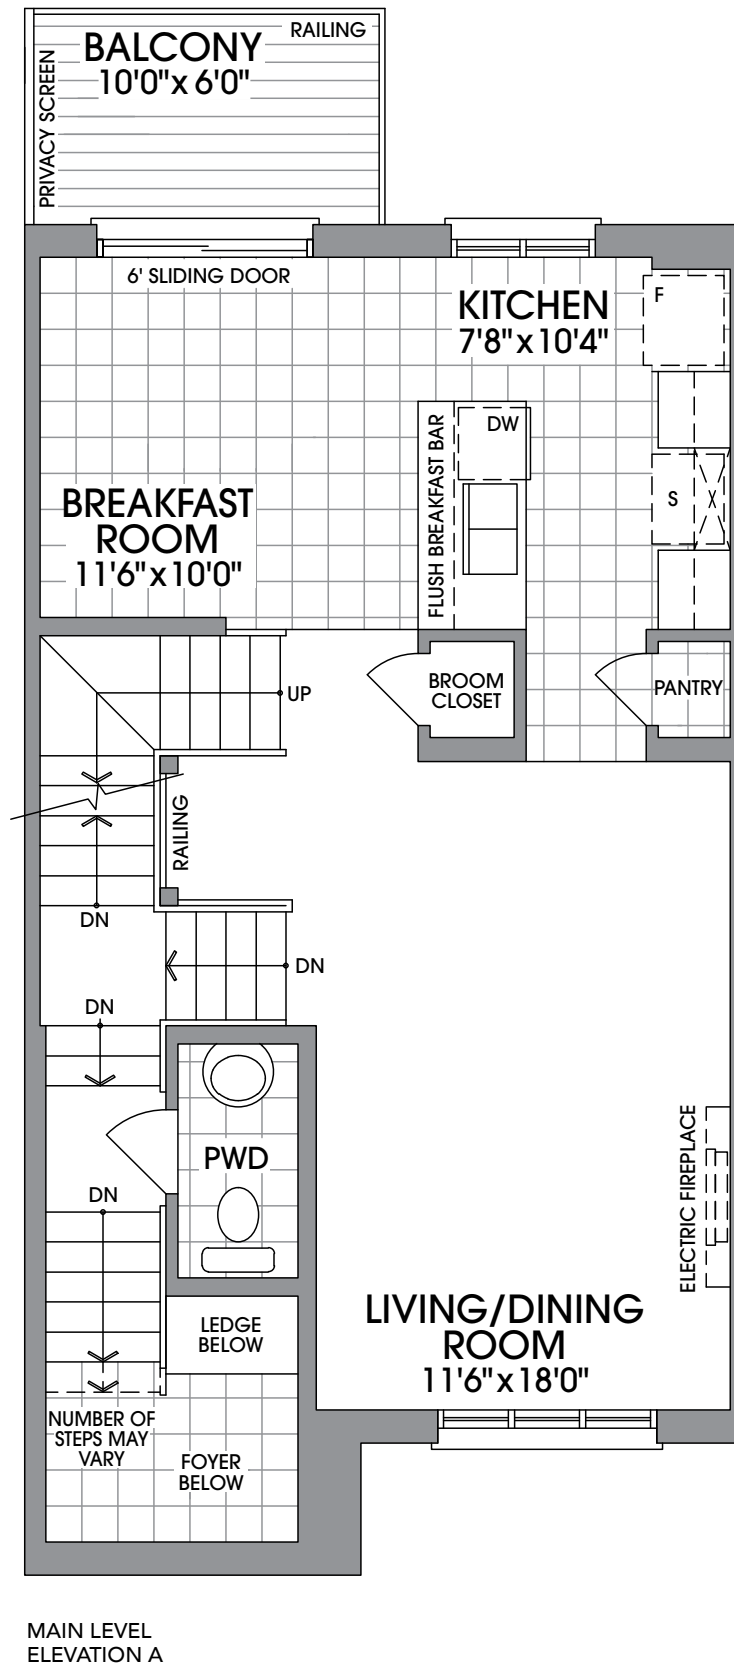 RAILING
BALCONY
10'0"x 6'0"
PRIVACY SCREEN
6' SLIDING DOOR
KITCHEN
7'8"x10'4"
F
DW
FLUSH BREAKFAST BAR
S
BREAKFAST
ROOM
11'6"x10'0"
UP
BROOM
CLOSET
PANTRY
RAILING
DN
DN
DN
PWD
DN
ELECTRIC FIREPLACE
LIVING/DINING
ROOM
11'6"x18'0"
LEDGE
BELOW
NUMBER OF
STEPS MAY
VARY
FOYER
BELOW
MAIN LEVEL
ELEVATION A